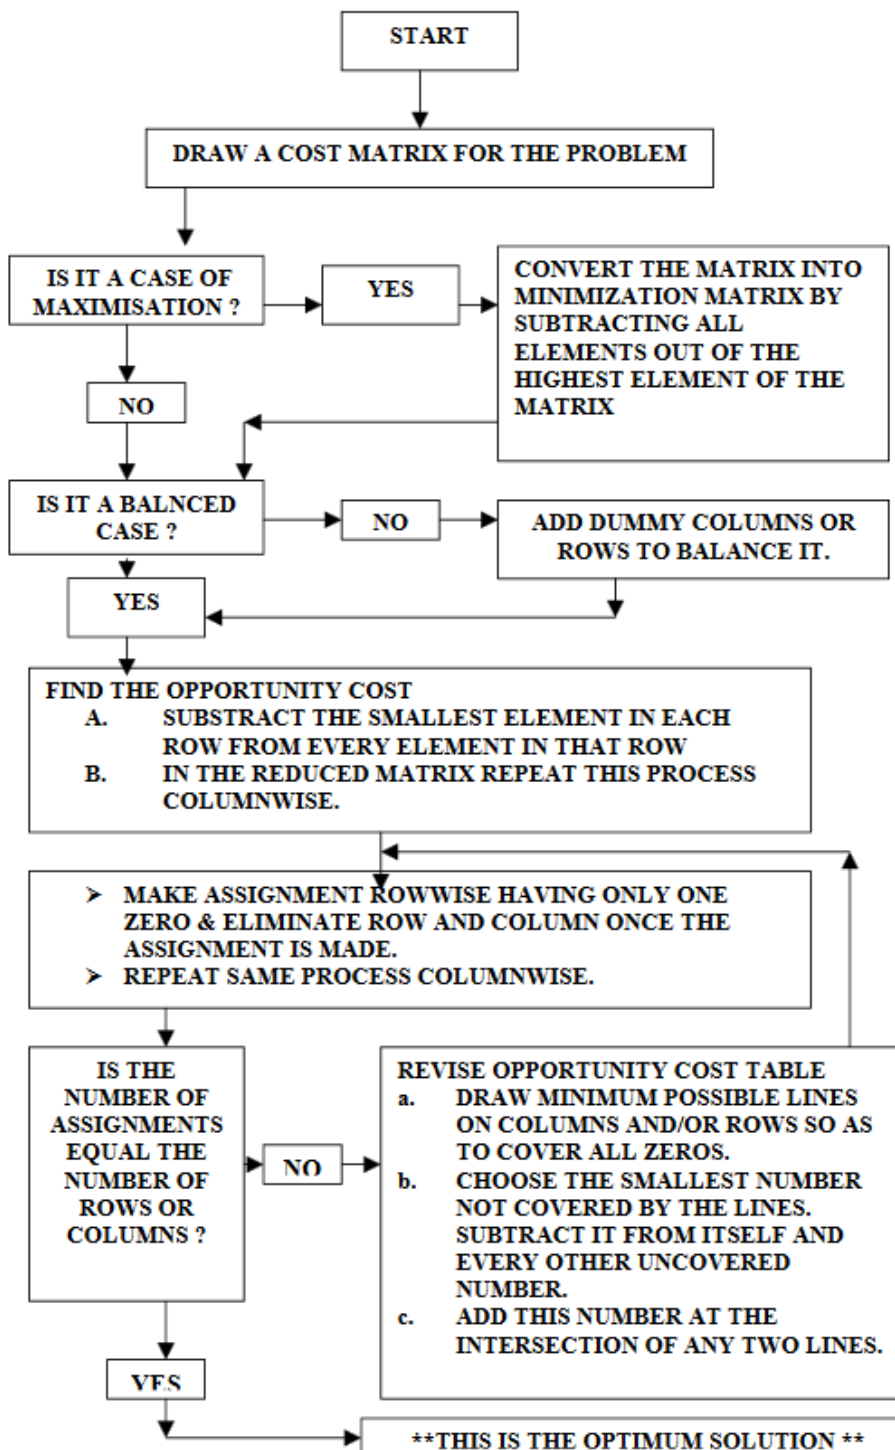 START
DRAW A COST MATRIX FOR THE PROBLEM
IS IT A CASE OF
MAXIMISATION ?
YES
CONVERT THE MATRIX INTO
MINIMIZATION MATRIX BY
SUBTRACTING ALL
ELEMENTS OUT OF THE
HIGHEST ELEMENT OF THE
MATRIX
NO
IS IT A BALNCED
CASE ?
NO
ADD DUMMY COLUMNS OR
ROWS TO BALANCE IT.
YES
FIND THE OPPORTUNITY COST
A. SUBSTRACT THE SMALLEST ELEMENT IN EACH
ROW FROM EVERY ELEMENT IN THAT ROW
B. IN THE REDUCED MATRIX REPEAT THIS PROCESS
COLUMNWISE.
➢ MAKE ASSIGNMENT ROWWISE HAVING ONLY ONE
ZERO & ELIMINATE ROW AND COLUMN ONCE THE
ASSIGNMENT IS MADE.
➢ REPEAT SAME PROCESS COLUMNWISE.
IS THE
NUMBER OF
ASSIGNMENTS
EQUAL THE
NUMBER OF
ROWS OR
COLUMNS ?
NO
REVISE OPPORTUNITY COST TABLE
a. DRAW MINIMUM POSSIBLE LINES
ON COLUMNS AND/OR ROWS SO AS
TO COVER ALL ZEROS.
b. CHOOSE THE SMALLEST NUMBER
NOT COVERED BY THE LINES.
SUBTRACT IT FROM ITSELF AND
EVERY OTHER UNCOVERED
NUMBER.
c. ADD THIS NUMBER AT THE
INTERSECTION OF ANY TWO LINES.
YES
**THIS IS THE OPTIMUM SOLUTION **